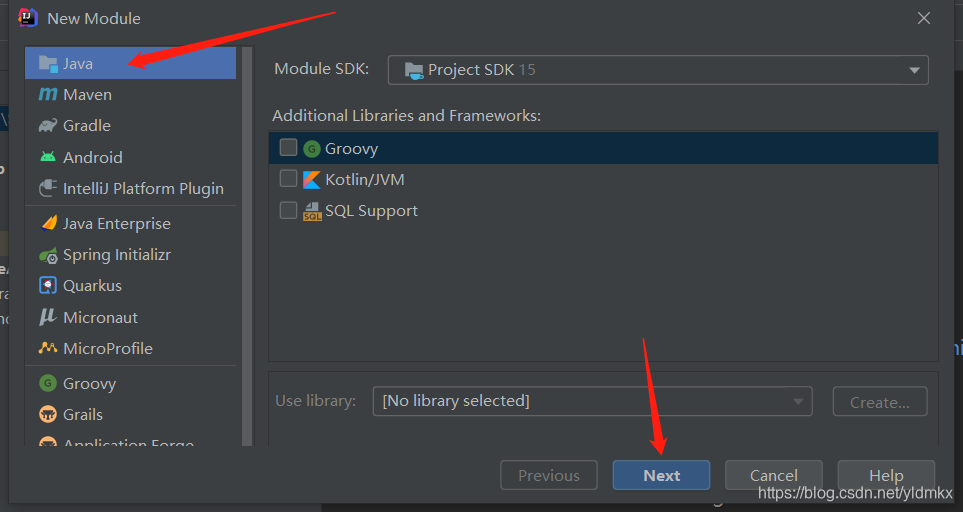 New Module
Java
Maven
Gradle
Android
IntelliJ Platform Plugin
Java Enterprise
Spring Initializr
Quarkus
Micronaut
MicroProfile
Groovy
Grails
Application Forge
Module SDK: Project SDK 15
Additional Libraries and Frameworks:
Groovy
Kotlin/JVM
SQL Support
Use library: [No library selected] Create...
Previous Next Cancel Help
https://blog.csdn.net/yldmkx